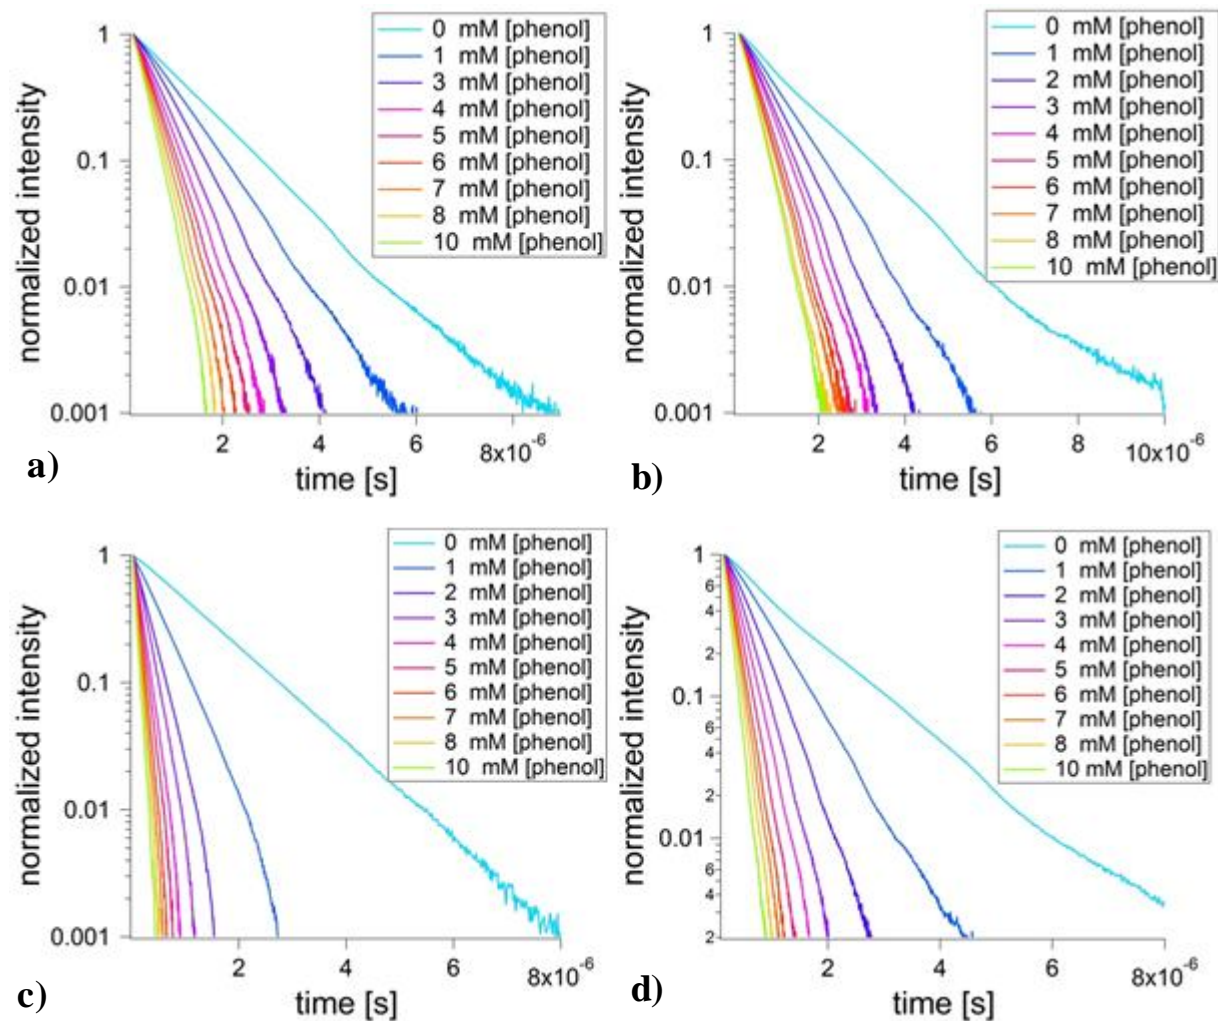 normalized intensity
1
0.1
0.01
0.001
0 mM [phenol]
1 mM [phenol]
3 mM [phenol]
4 mM [phenol]
5 mM [phenol]
6 mM [phenol]
7 mM [phenol]
8 mM [phenol]
10 mM [phenol]
2
4
6
8x10-6
time [s]
a)
normalized intensity
1
0.1
0.01
0.001
0 mM [phenol]
1 mM [phenol]
2 mM [phenol]
3 mM [phenol]
4 mM [phenol]
5 mM [phenol]
6 mM [phenol]
7 mM [phenol]
8 mM [phenol]
10 mM [phenol]
2
4
6
8
10x10-6
time [s]
b)
normalized intensity
1
0.1
0.01
0.001
0 mM [phenol]
1 mM [phenol]
2 mM [phenol]
3 mM [phenol]
4 mM [phenol]
5 mM [phenol]
6 mM [phenol]
7 mM [phenol]
8 mM [phenol]
10 mM [phenol]
2
4
6
8x10-6
time [s]
c)
normalized intensity
1
6
4
2
0.1
6
4
2
0.01
6
4
2
0 mM [phenol]
1 mM [phenol]
2 mM [phenol]
3 mM [phenol]
4 mM [phenol]
5 mM [phenol]
6 mM [phenol]
7 mM [phenol]
8 mM [phenol]
10 mM [phenol]
2
4
6
8x10-6
time [s]
d)